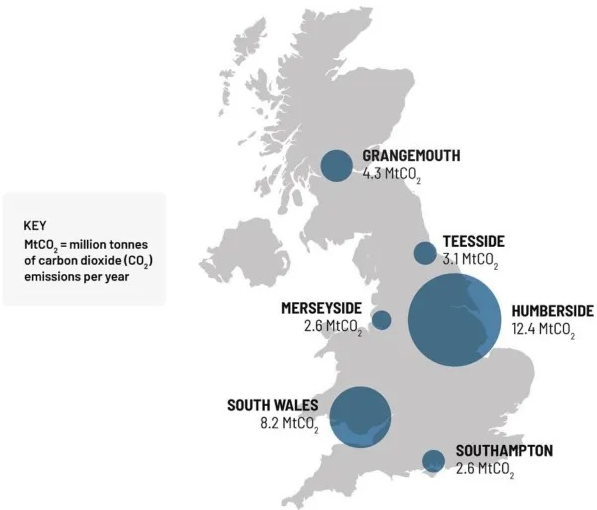 GRANGEMOUTH
4.3 MtCO₂
KEY
MtCO₂ = million tonnes
of carbon dioxide (CO₂)
emissions per year
TEESSIDE
3.1 MtCO₂
MERSEYSIDE
2.6 MtCO₂
HUMBERSIDE
12.4 MtCO₂
SOUTH WALES
8.2 MtCO₂
SOUTHAMPTON
2.6 MtCO₂